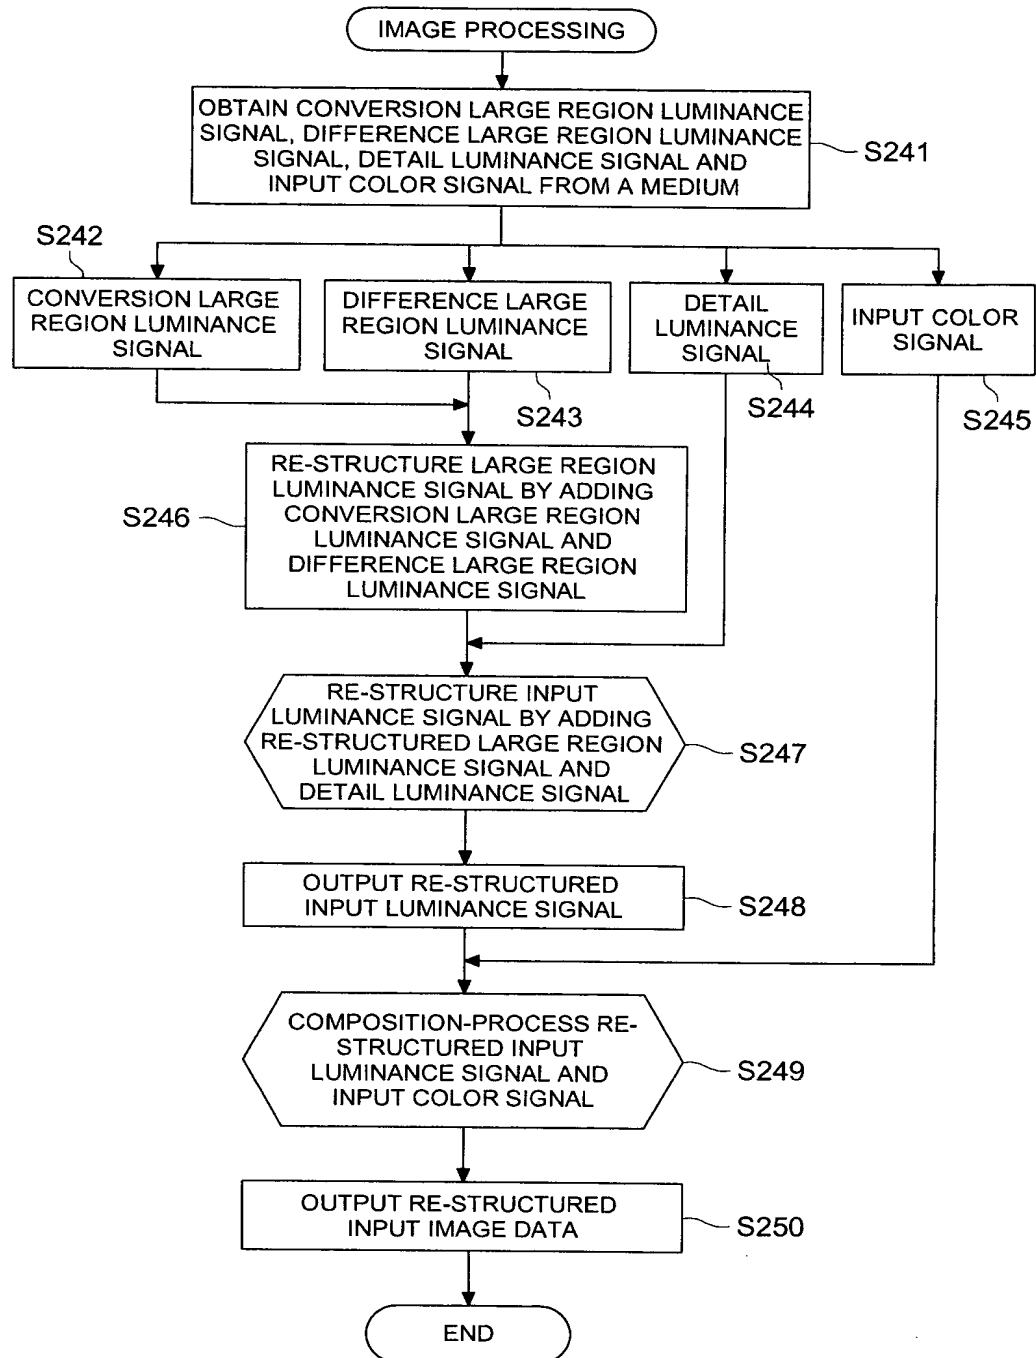 IMAGE PROCESSING
OBTAIN CONVERSION LARGE REGION LUMINANCE
SIGNAL, DIFFERENCE LARGE REGION LUMINANCE
SIGNAL, DETAIL LUMINANCE SIGNAL AND
INPUT COLOR SIGNAL FROM A MEDIUM
S241
S242
CONVERSION LARGE
REGION LUMINANCE
SIGNAL
DIFFERENCE LARGE
REGION LUMINANCE
SIGNAL
S243
DETAIL
LUMINANCE
SIGNAL
S244
INPUT COLOR
SIGNAL
S245
RE-STRUCTURE LARGE REGION
LUMINANCE SIGNAL BY ADDING
CONVERSION LARGE REGION
LUMINANCE SIGNAL AND
DIFFERENCE LARGE REGION
LUMINANCE SIGNAL
S246
RE-STRUCTURE INPUT
LUMINANCE SIGNAL BY ADDING
RE-STRUCTURED LARGE REGION
LUMINANCE SIGNAL AND
DETAIL LUMINANCE SIGNAL
S247
OUTPUT RE-STRUCTURED
INPUT LUMINANCE SIGNAL
S248
COMPOSITION-PROCESS RE-
STRUCTURED INPUT
LUMINANCE SIGNAL AND
INPUT COLOR SIGNAL
S249
OUTPUT RE-STRUCTURED
INPUT IMAGE DATA
S250
END